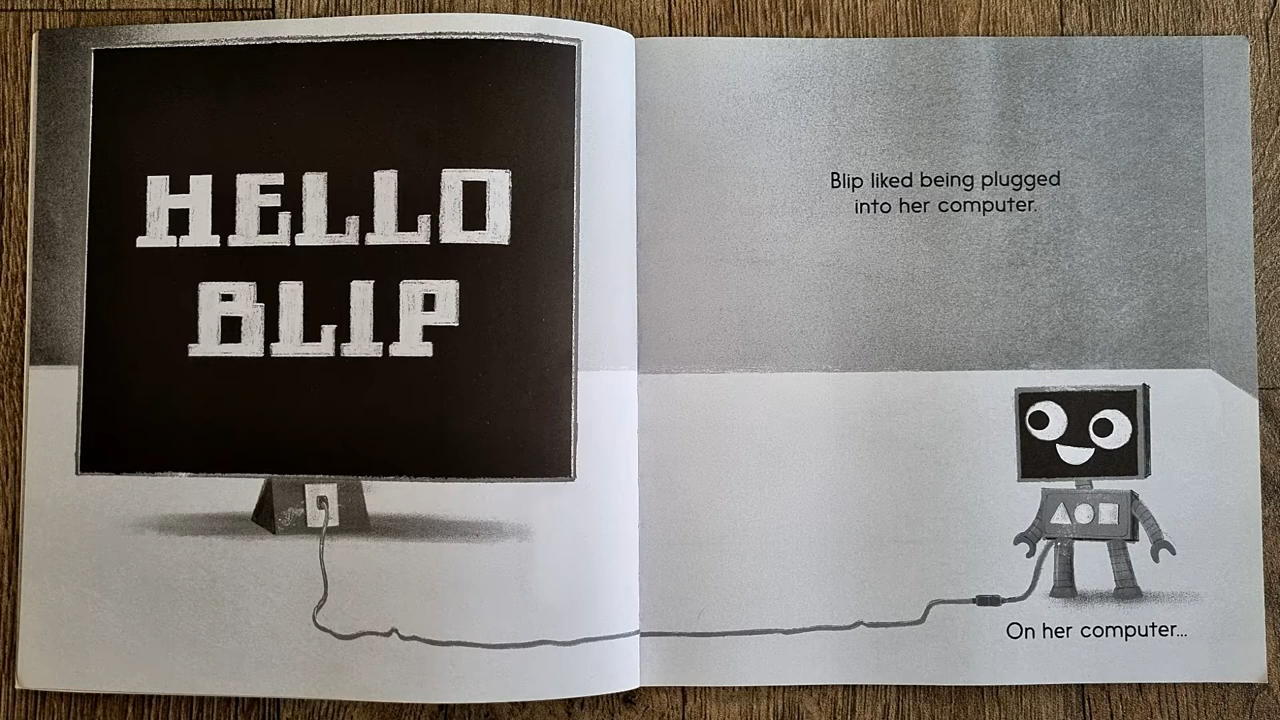 HELLO
BLIP
Blip liked being plugged
into her computer.
On her computer...